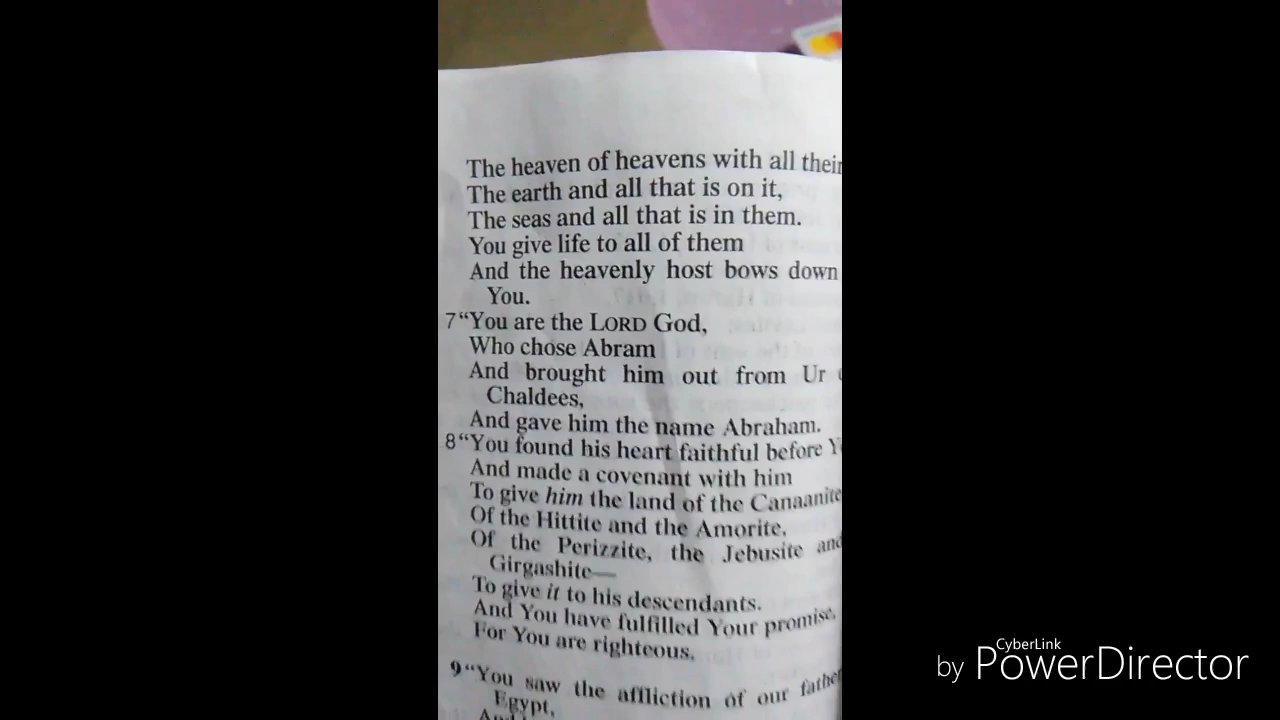 The heaven of heavens with all their
The earth and all that is on it,
The seas and all that is in them.
You give life to all of them
And the heavenly host bows down
You.
7 “You are the LORD God,
Who chose Abram
And brought him out from Ur
Chaldees,
And gave him the name Abraham.
8 “You found his heart faithful before
And made a covenant with him
To give him the land of the Canaanite
Of the Hittite and the Amorite,
Of the Perizzite, the Jebusite and
Girgashite—
To give it to his descendants.
And You have fulfilled Your promise,
For You are righteous.
9 “You saw the affliction of our father
Egypt,
CyberLink
by PowerDirector